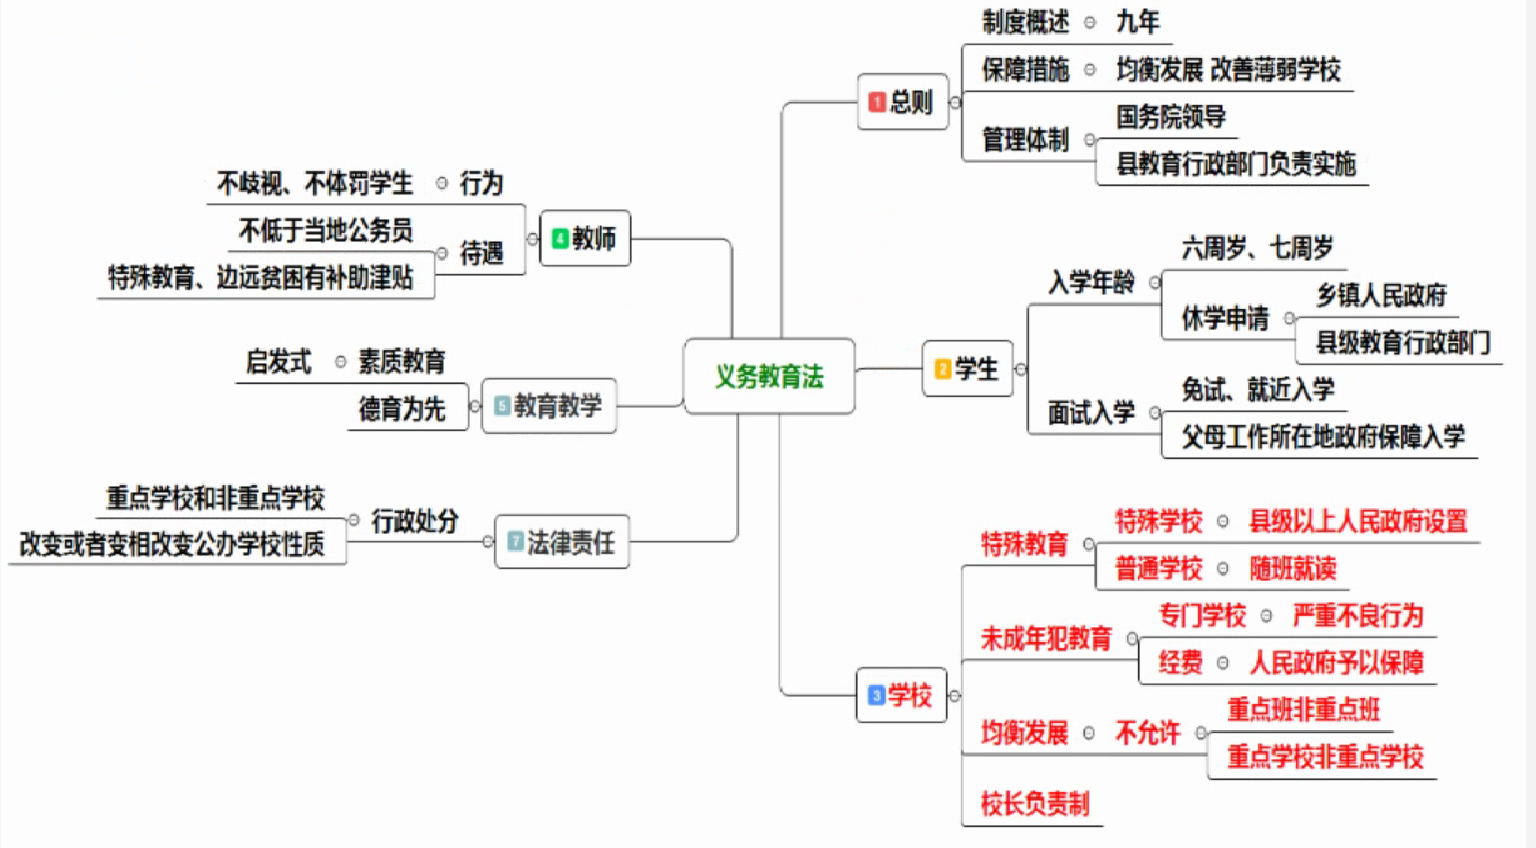 义务教育法
1 总则
制度概述 九年
保障措施 均衡发展 改善薄弱学校
管理体制
国务院领导
县教育行政部门负责实施
2 学生
入学年龄
六周岁、七周岁
休学申请
乡镇人民政府
县级教育行政部门
面试入学
免试、就近入学
父母工作所在地政府保障入学
3 学校
特殊教育
特殊学校 县级以上人民政府设置
普通学校 随班就读
未成年犯教育
专门学校 严重不良行为
经费 人民政府予以保障
均衡发展 不允许
重点班非重点班
重点学校非重点学校
校长负责制
4 教师
不歧视、不体罚学生 行为
待遇
不低于当地公务员
特殊教育、边远贫困有补助津贴
5 教育教学
启发式 素质教育
德育为先
7 法律责任
行政处分
重点学校和非重点学校
改变或者变相改变公办学校性质